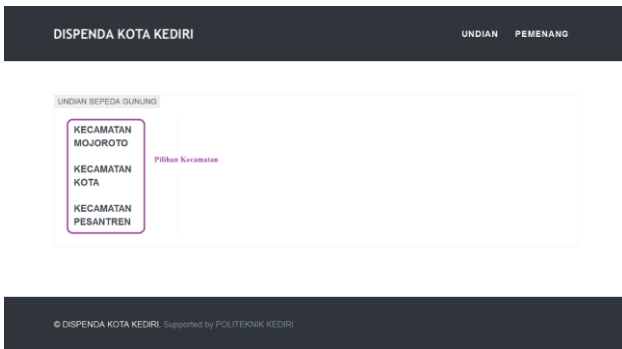 DISPENDA KOTA KEDIRI
UNDIAN PEMENANG
UNDIAN SEPEDA GUNUNG
KECAMATAN
MOJOROTO
Pilihan Kecamatan
KECAMATAN
KOTA
KECAMATAN
PESANTREN
© DISPENDA KOTA KEDIRI. Supported by POLITEKNIK KEDIRI